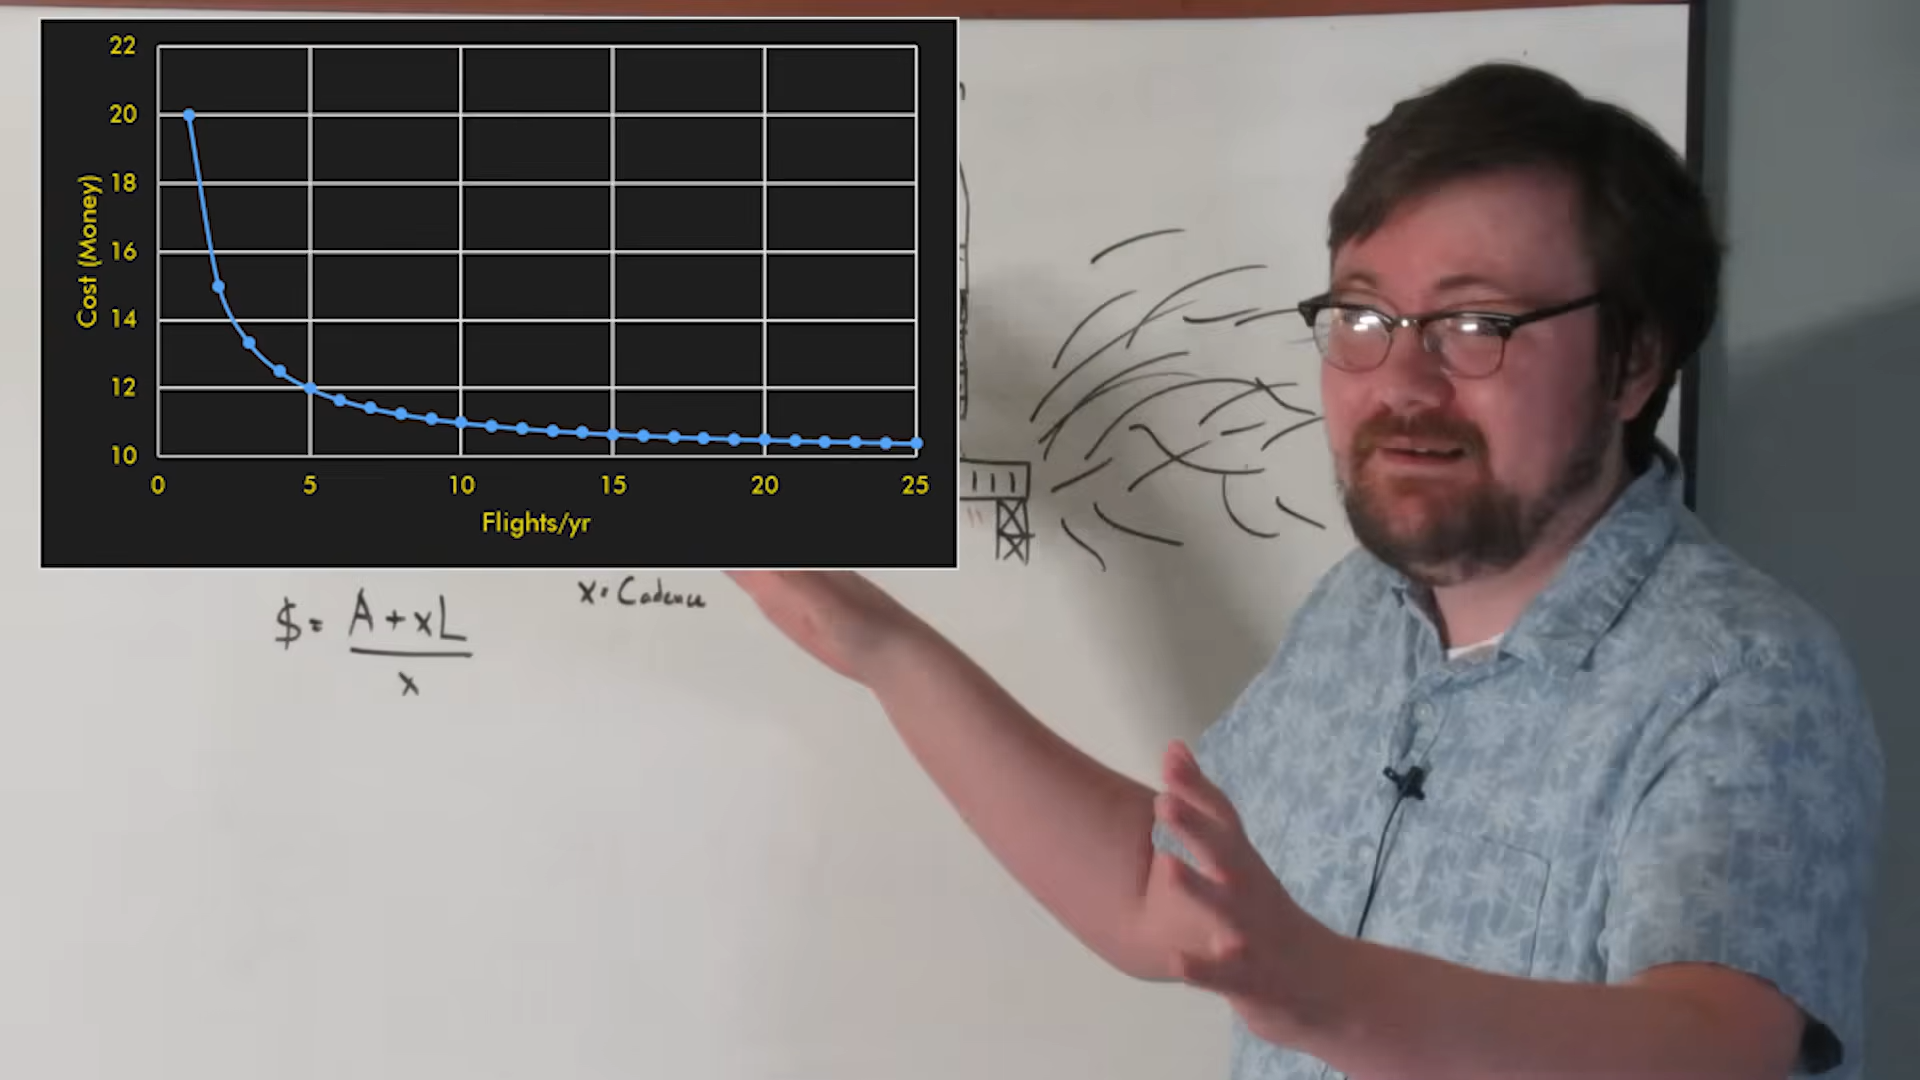 22
20
18
16
14
12
10
Cost (Money)
0 5 10 15 20 25
Flights/yr
x = Cadence
$ = A + xL
x